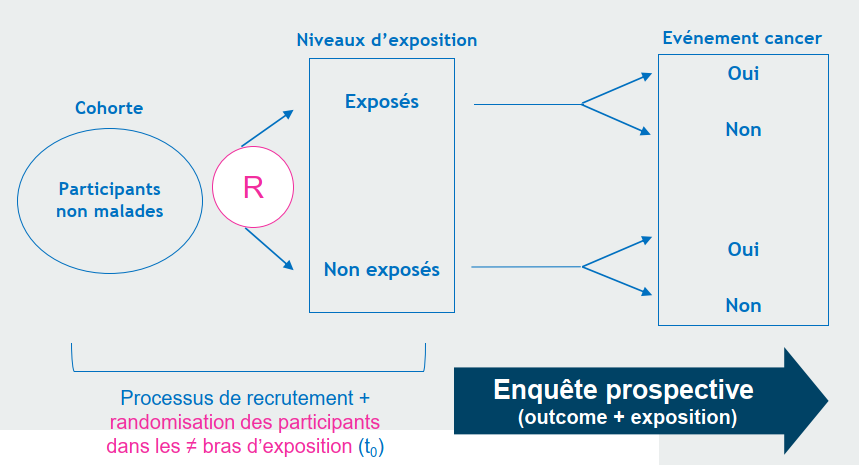 Niveaux d'exposition
Evénement cancer
Cohorte
Participants
non malades
R
Exposés
Non exposés
Oui
Non
Oui
Non
Processus de recrutement +
randomisation des participants
dans les ≠ bras d'exposition (t₀)
Enquête prospective
(outcome + exposition)